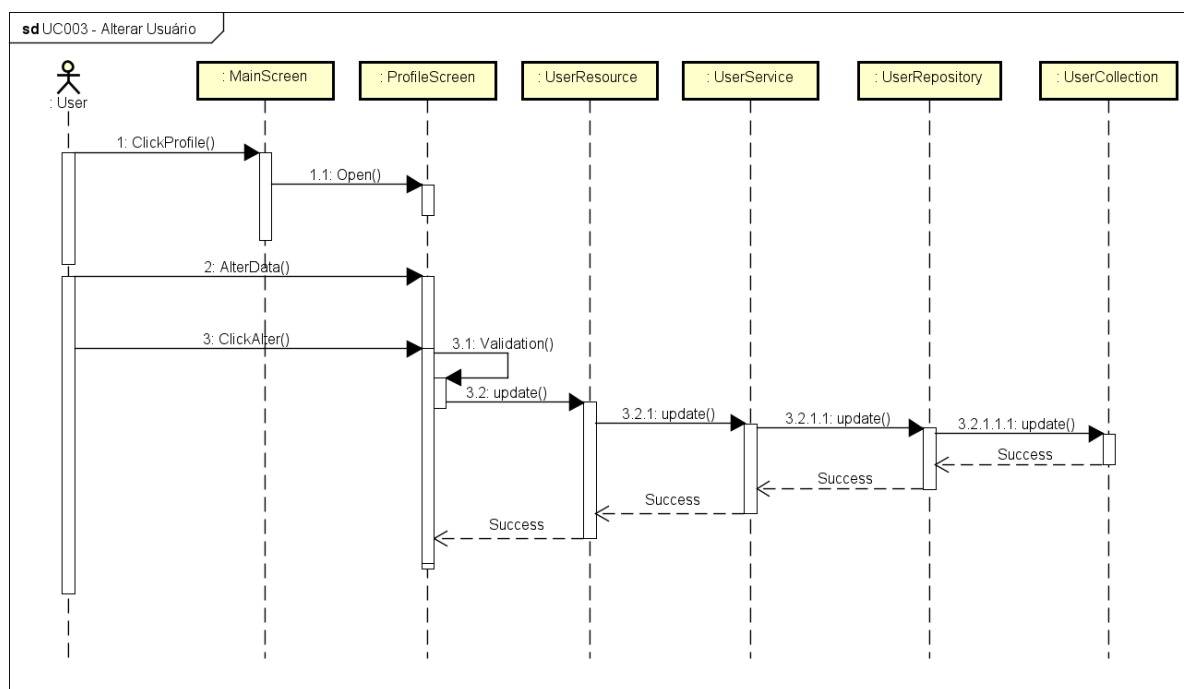 sd UC003 - Alterar Usuário
: User
: MainScreen
: ProfileScreen
: UserResource
: UserService
: UserRepository
: UserCollection
1: ClickProfile()
1.1: Open()
2: AlterData()
3: ClickAlter()
3.1: Validation()
3.2: update()
3.2.1: update()
3.2.1.1: update()
3.2.1.1.1: update()
Success
Success
Success
Success